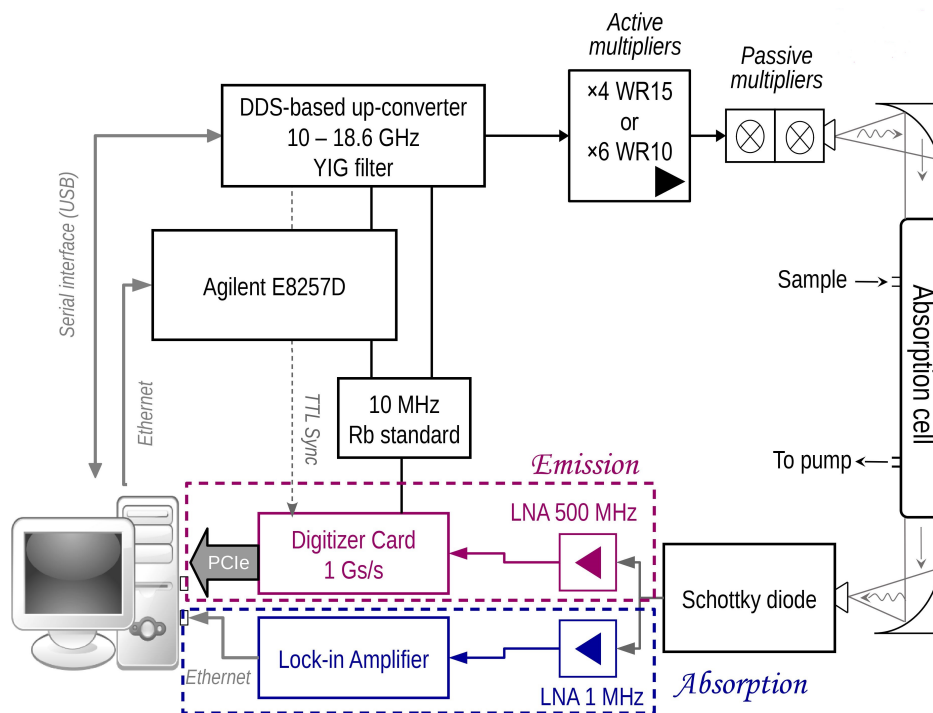 Active
multipliers
Passive
multipliers
DDS-based up-converter
10 – 18.6 GHz
YIG filter
×4 WR15
or
×6 WR10
Serial interface (USB)
Agilent E8257D
Sample
Absorption cell
Ethernet
TTL Sync
10 MHz
Rb standard
To pump
Emission
LNA 500 MHz
Digitizer Card
1 Gs/s
PCIe
Schottky diode
Lock-in Amplifier
Ethernet
LNA 1 MHz
Absorption